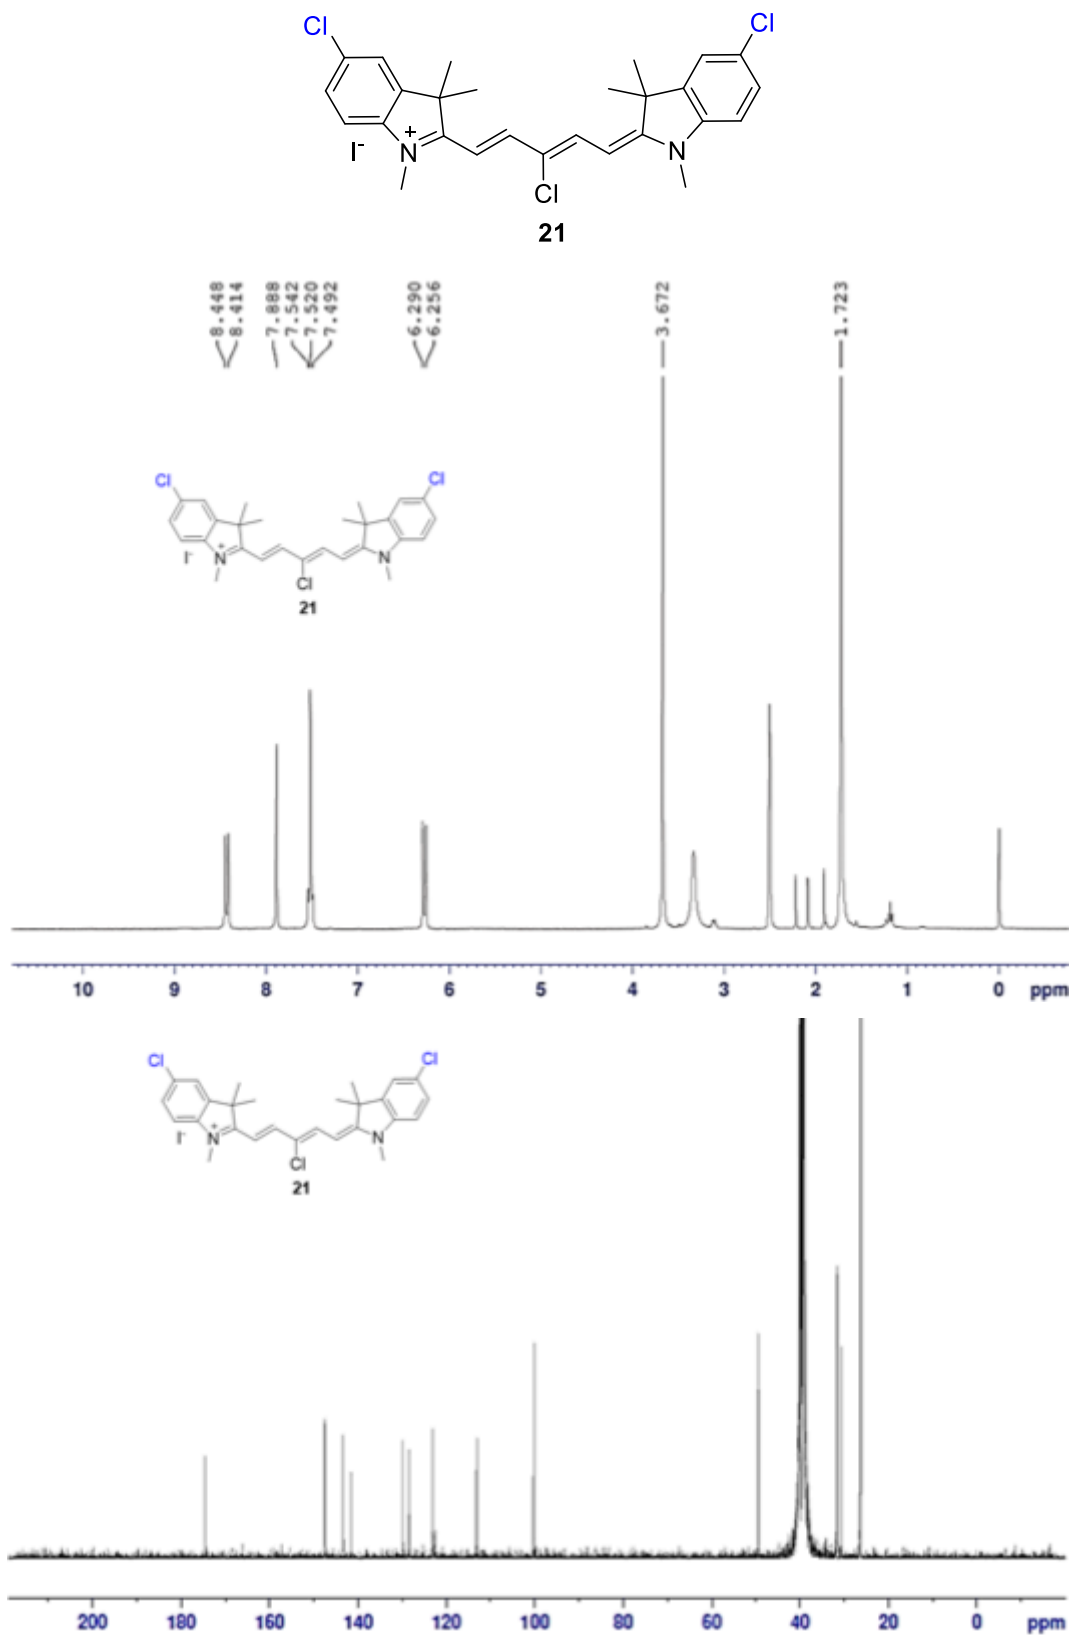 Cl Cl
I- N+ N
Cl
21
8.448
8.414
7.888
7.542
7.520
7.492
6.290
6.256
3.672
1.723
Cl Cl
I- N+ N
Cl
21
10 9 8 7 6 5 4 3 2 1 0 ppm
Cl Cl
I- N+ N
Cl
21
200 180 160 140 120 100 80 60 40 20 0 ppm